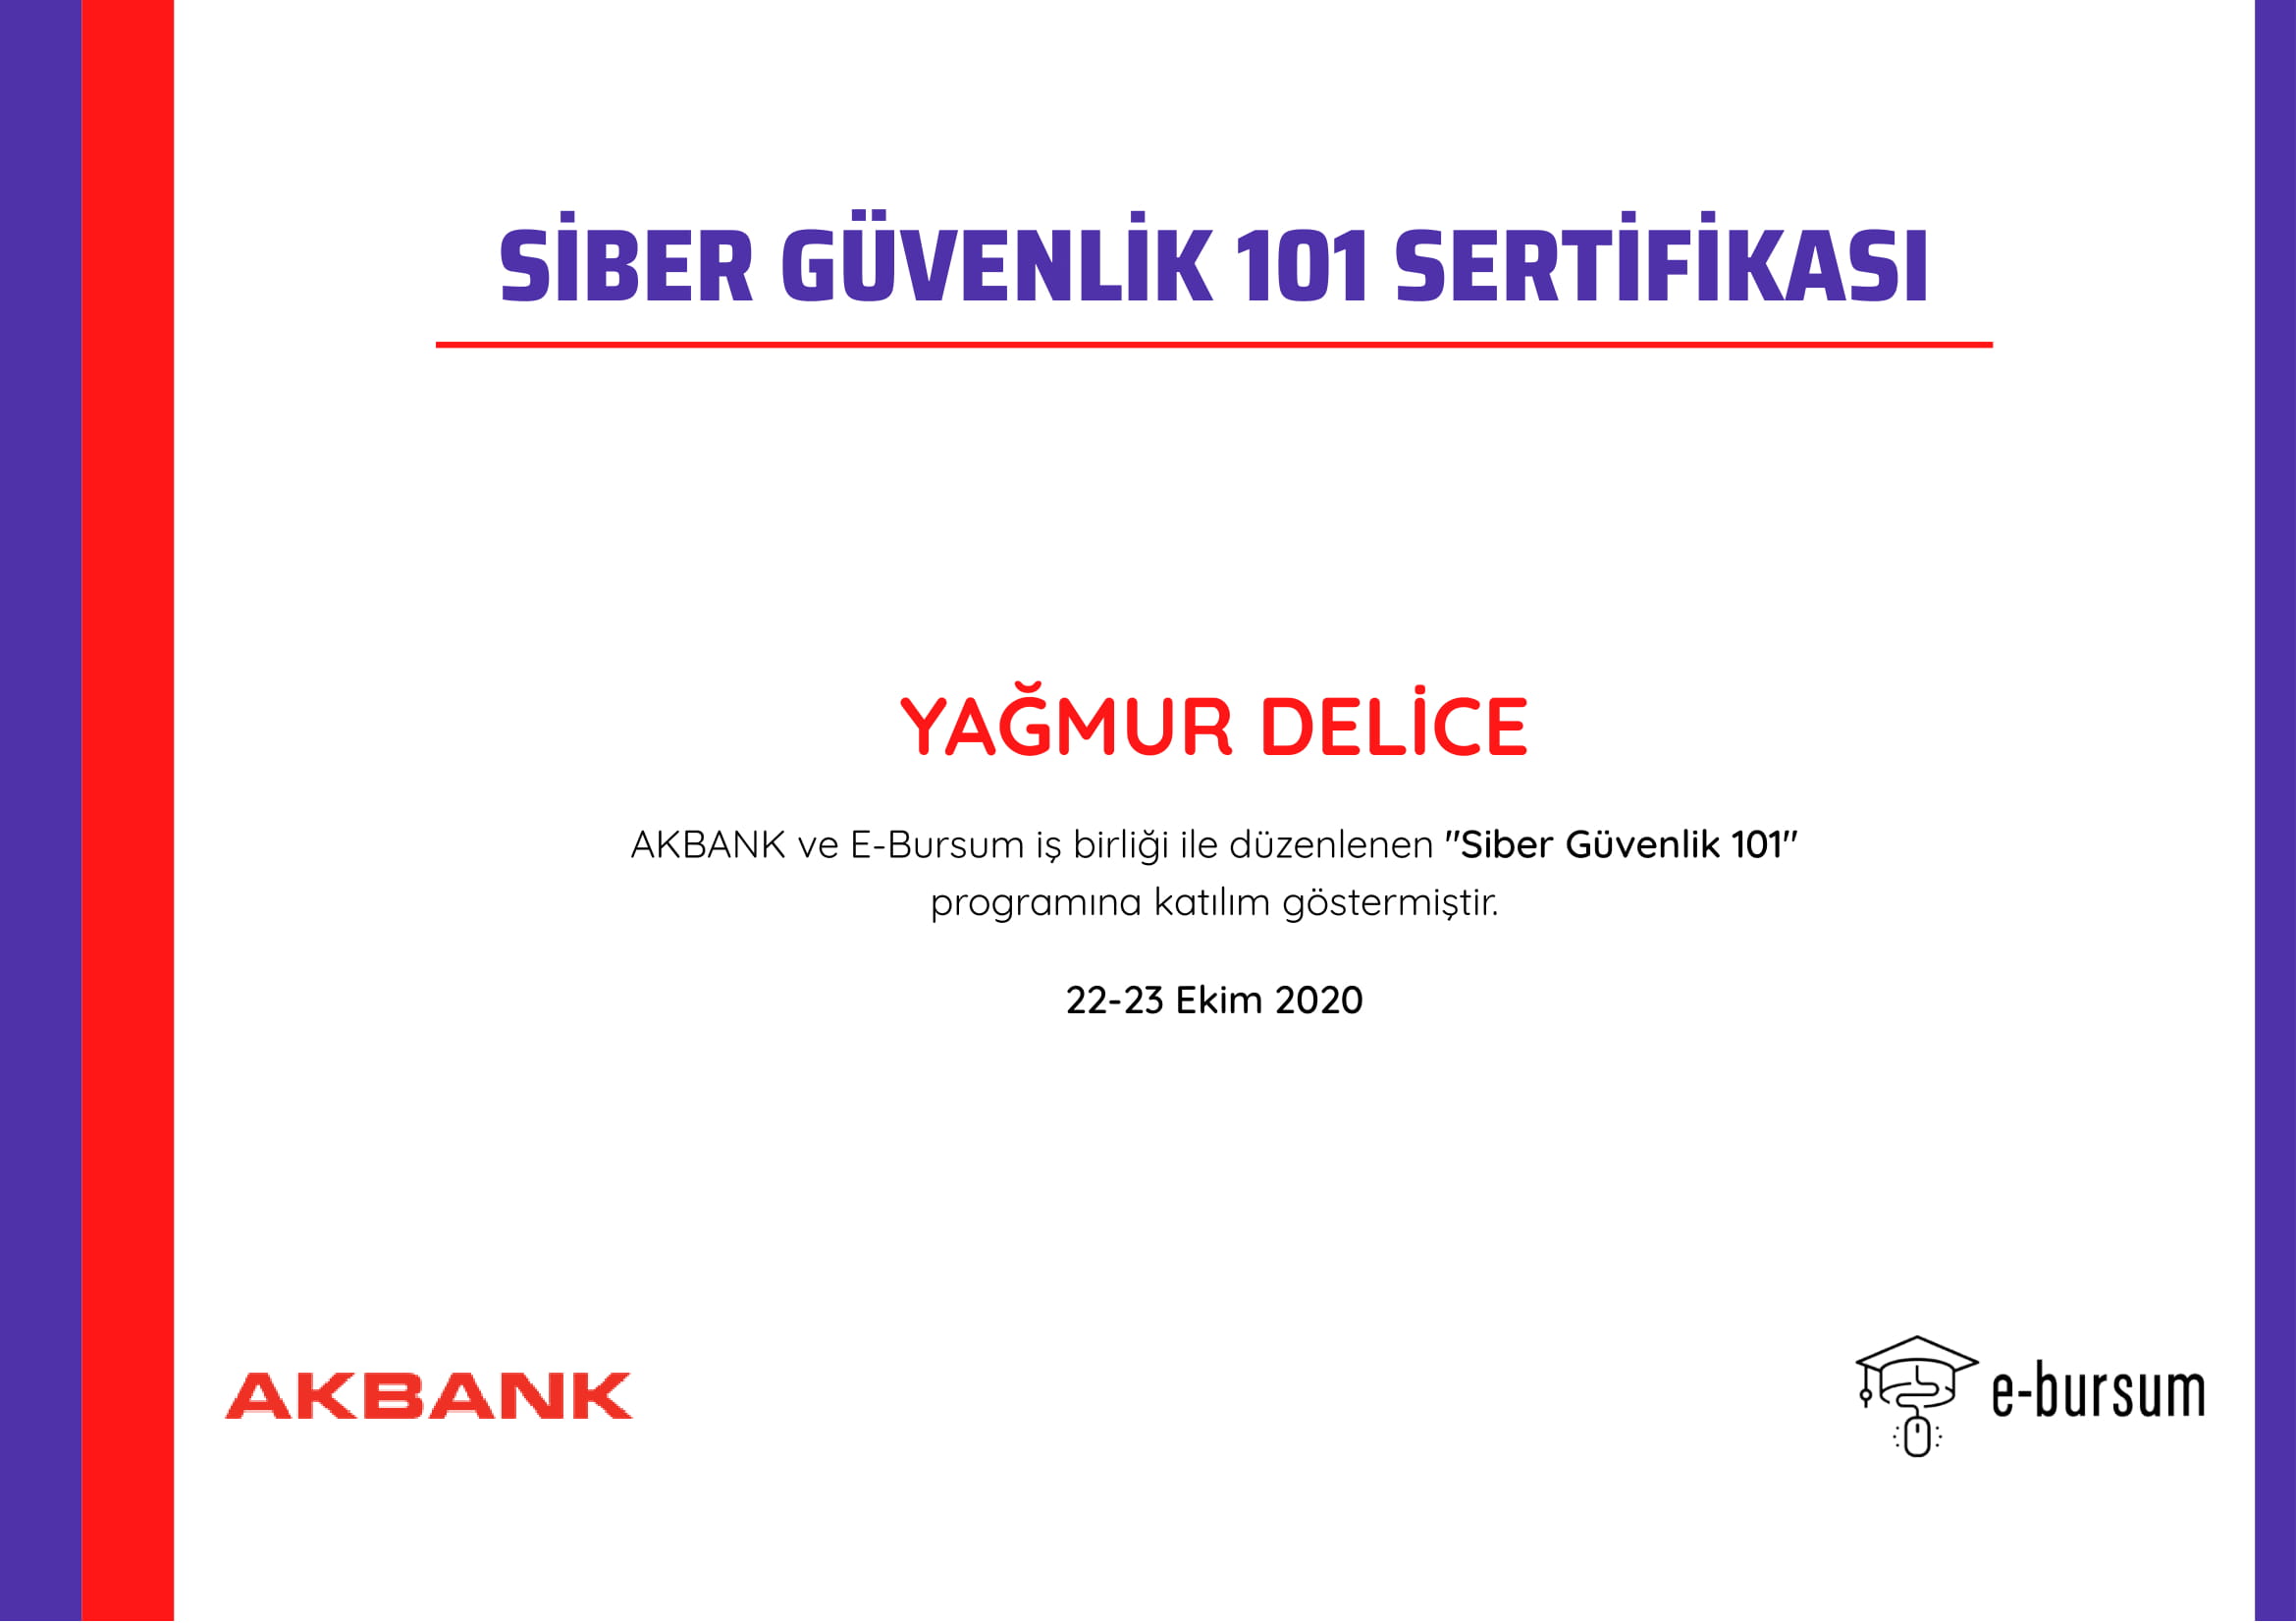 SİBER GÜVENLİK 101 SERTİFİKASI
YAĞMUR DELİCE
AKBANK ve E-Bursum iş birliği ile düzenlenen "Siber Güvenlik 101"
programına katılım göstermiştir.
22-23 Ekim 2020
AKBANK
e-bursum